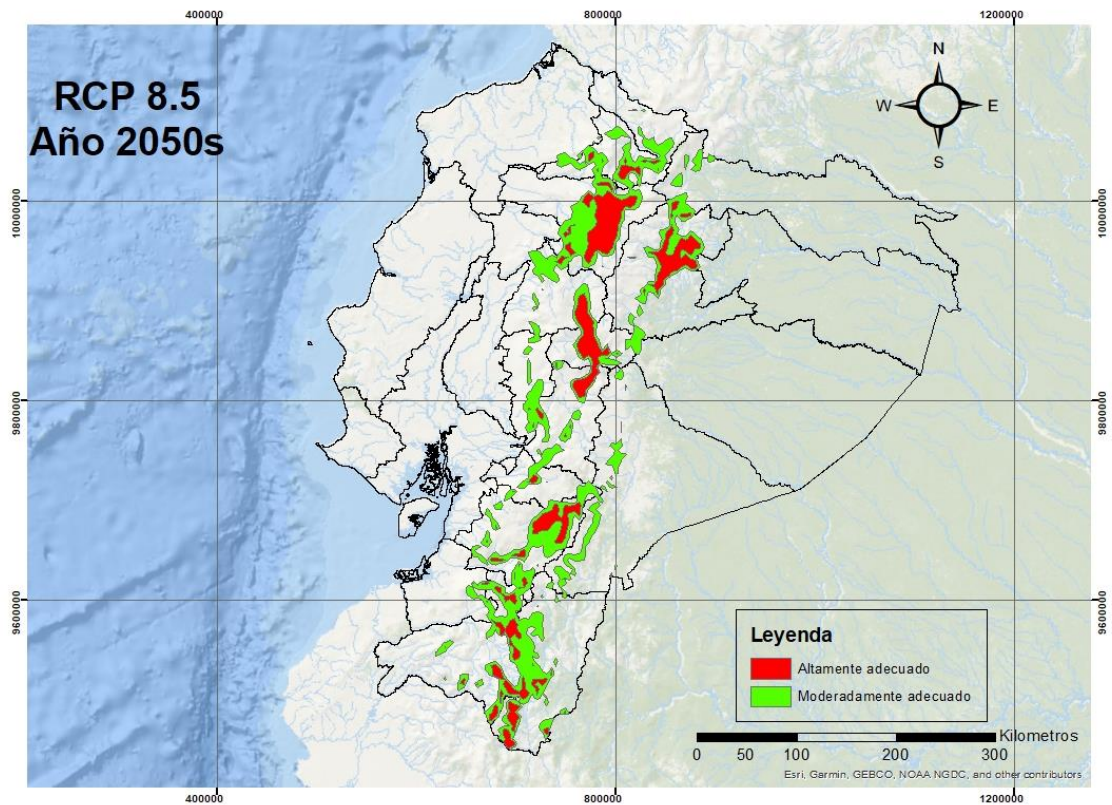 400000
800000
1200000
RCP 8.5
Año 2050s
N
W
E
S
10000000
10000000
9800000
9800000
9600000
9600000
Leyenda
Altamente adecuado
Moderadamente adecuado
Kilometros
0 50 100 200 300
Esri, Garmin, GEBCO, NOAA NGDC, and other contributors
400000
800000
1200000